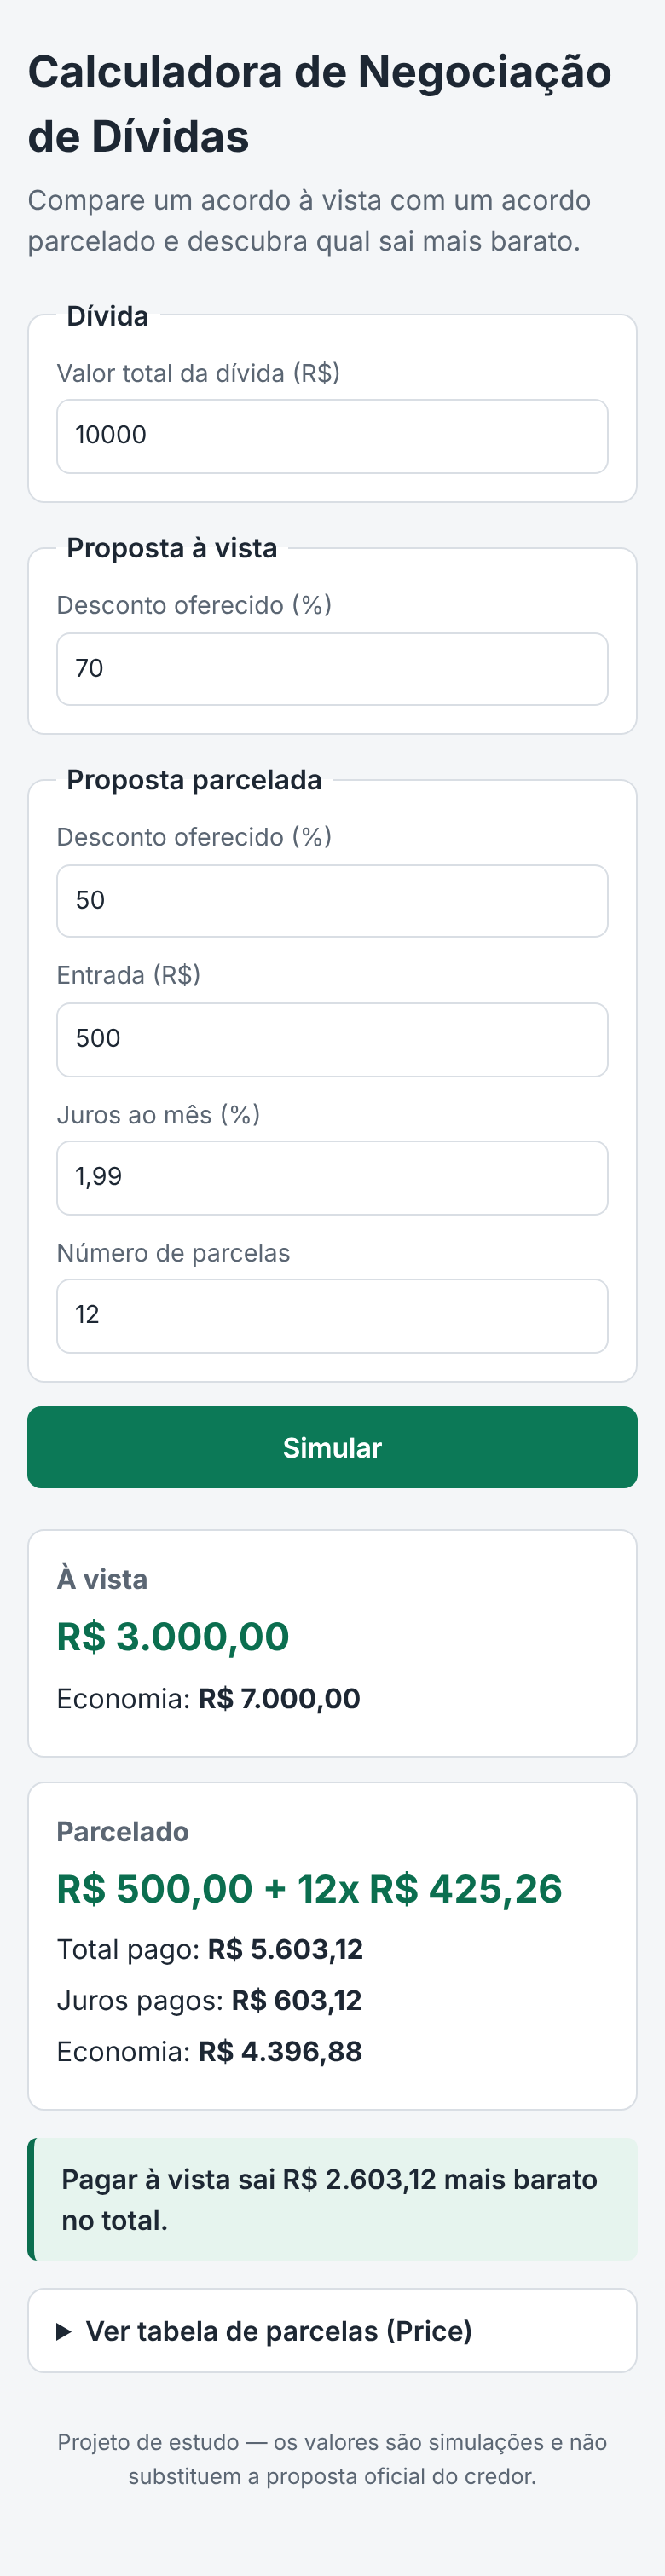 Calculadora de Negociação
de Dívidas
Compare um acordo à vista com um acordo
parcelado e descubra qual sai mais barato.
Dívida
Valor total da dívida (R$)
10000
Proposta à vista
Desconto oferecido (%)
70
Proposta parcelada
Desconto oferecido (%)
50
Entrada (R$)
500
Juros ao mês (%)
1,99
Número de parcelas
12
Simular
À vista
R$ 3.000,00
Economia: R$ 7.000,00
Parcelado
R$ 500,00 + 12x R$ 425,26
Total pago: R$ 5.603,12
Juros pagos: R$ 603,12
Economia: R$ 4.396,88
Pagar à vista sai R$ 2.603,12 mais barato
no total.
Ver tabela de parcelas (Price)
Projeto de estudo — os valores são simulações e não
substituem a proposta oficial do credor.